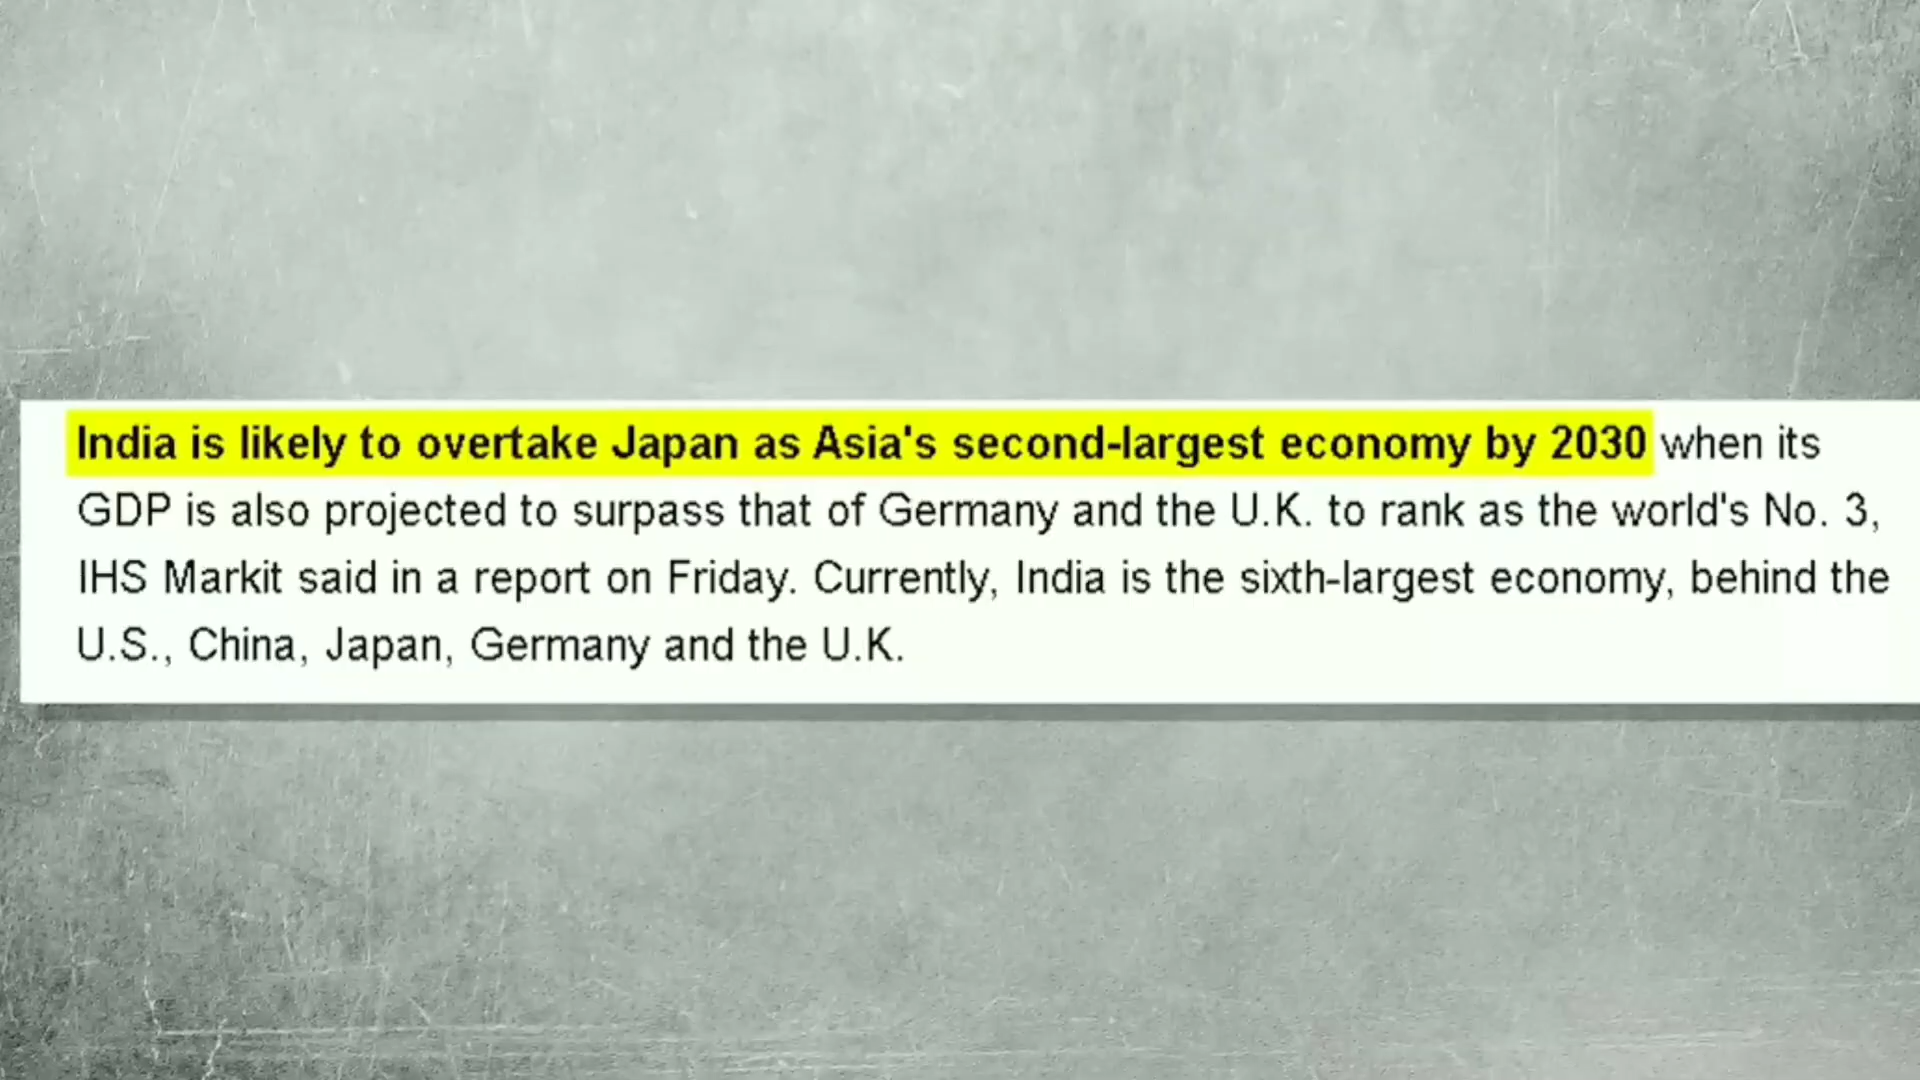 India is likely to overtake Japan as Asia's second-largest economy by 2030 when its
GDP is also projected to surpass that of Germany and the U.K. to rank as the world's No. 3,
IHS Markit said in a report on Friday. Currently, India is the sixth-largest economy, behind the
U.S., China, Japan, Germany and the U.K.